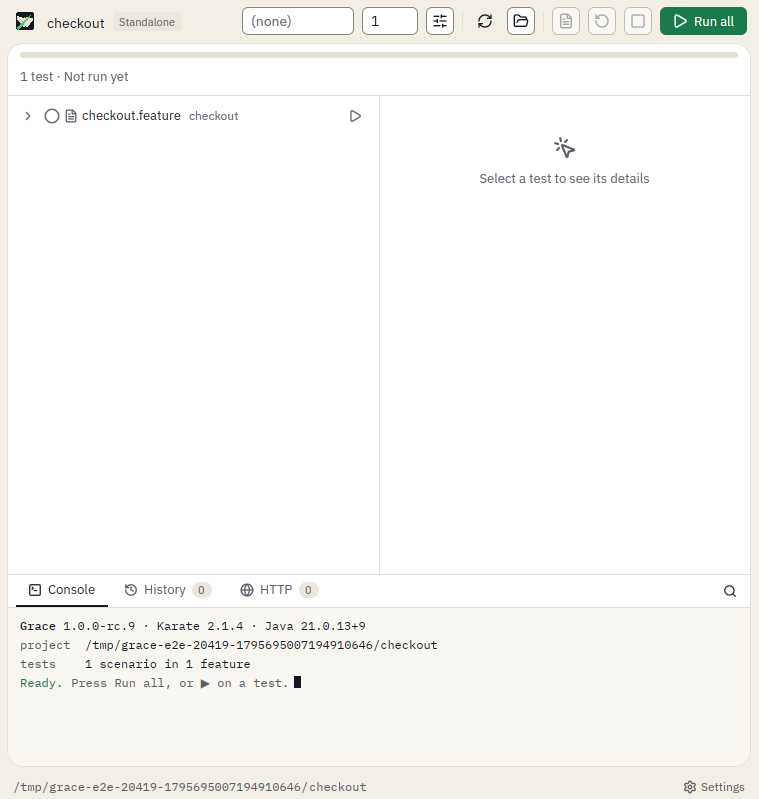 checkout Standalone (none) 1 Run all
1 test · Not run yet
checkout.feature checkout
Select a test to see its details
Console History 0 HTTP 0
Grace 1.0.0-rc.9 · Karate 2.1.4 · Java 21.0.13+9
project /tmp/grace-e2e-20419-1795695007194910646/checkout
tests 1 scenario in 1 feature
Ready. Press Run all, or ▶ on a test.
/tmp/grace-e2e-20419-1795695007194910646/checkout Settings